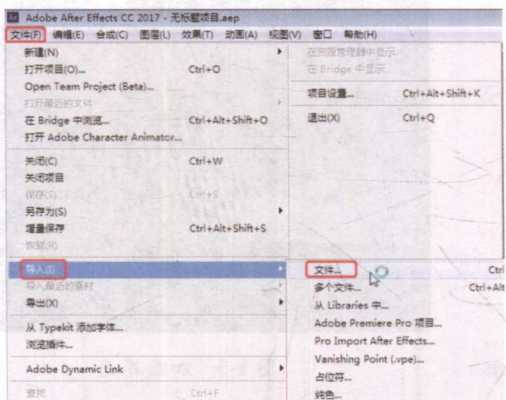 Adobe After Effects CC 2017 - 无标题项目.aep
文件(F) 编辑(E) 合成(C) 图层(L) 效果(T) 动画(A) 视图(V) 窗口 帮助(H)
新建(N)
打开项目(O)... Ctrl+O
Open Team Project (Beta)...
打开最近的文件
在 Bridge 中浏览... Ctrl+Alt+Shift+O
打开 Adobe Character Animator...
关闭(C) Ctrl+W
关闭项目
保存(S) Ctrl+S
另存为(S)
增量保存 Ctrl+Alt+Shift+S
恢复(R)
导入(I)
导入最近的素材
导出(X)
从 Typekit 添加字体...
浏览插件...
Adobe Dynamic Link
查找 Ctrl+F
在资源管理器中显示
在 Bridge 中显示
项目设置... Ctrl+Alt+Shift+K
退出(X) Ctrl+Q
文件... Ctrl
多个文件... Ctrl+Alt
从 Libraries 中...
Adobe Premiere Pro 项目...
Pro Import After Effects...
Vanishing Point (.vpe)...
占位符...
纯色...